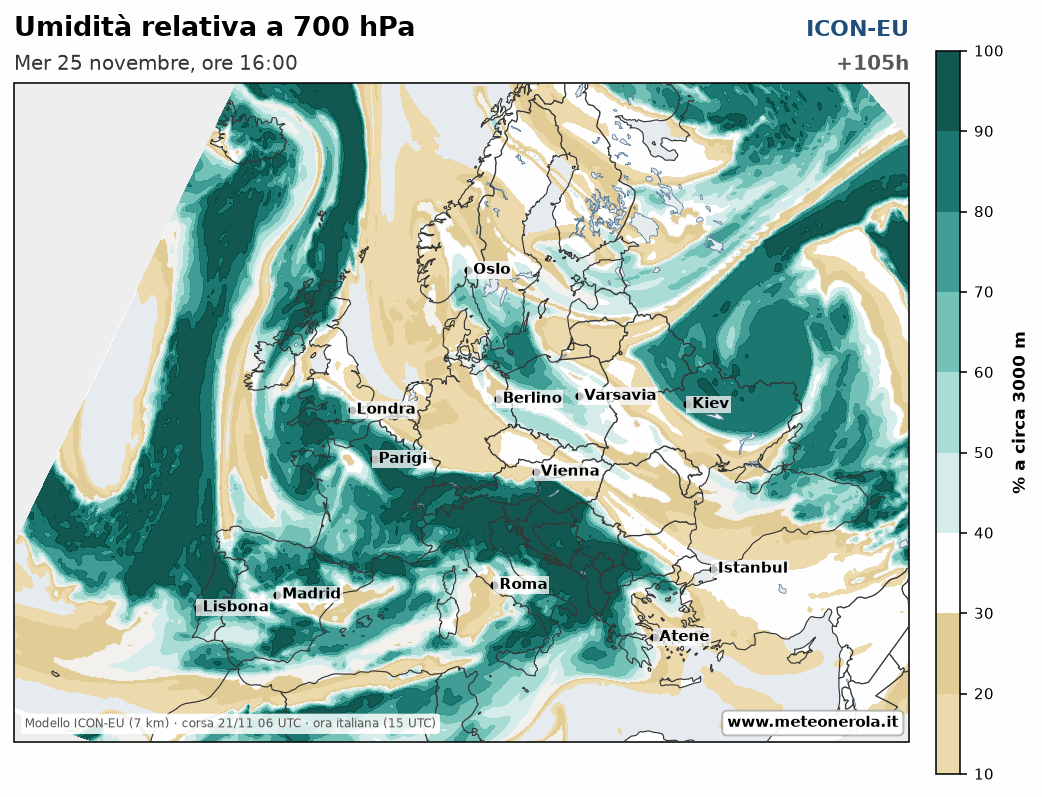 Umidità relativa a 700 hPa
ICON-EU
Mer 25 novembre, ore 16:00
+105h
100
90
80
70
60
50
40
30
20
10
% a circa 3000 m
Oslo
Berlino
Varsavia
Kiev
Londra
Parigi
Vienna
Istanbul
Roma
Madrid
Lisbona
Atene
Modello ICON-EU (7 km) · corsa 21/11 06 UTC · ora italiana (15 UTC)
www.meteonerola.it